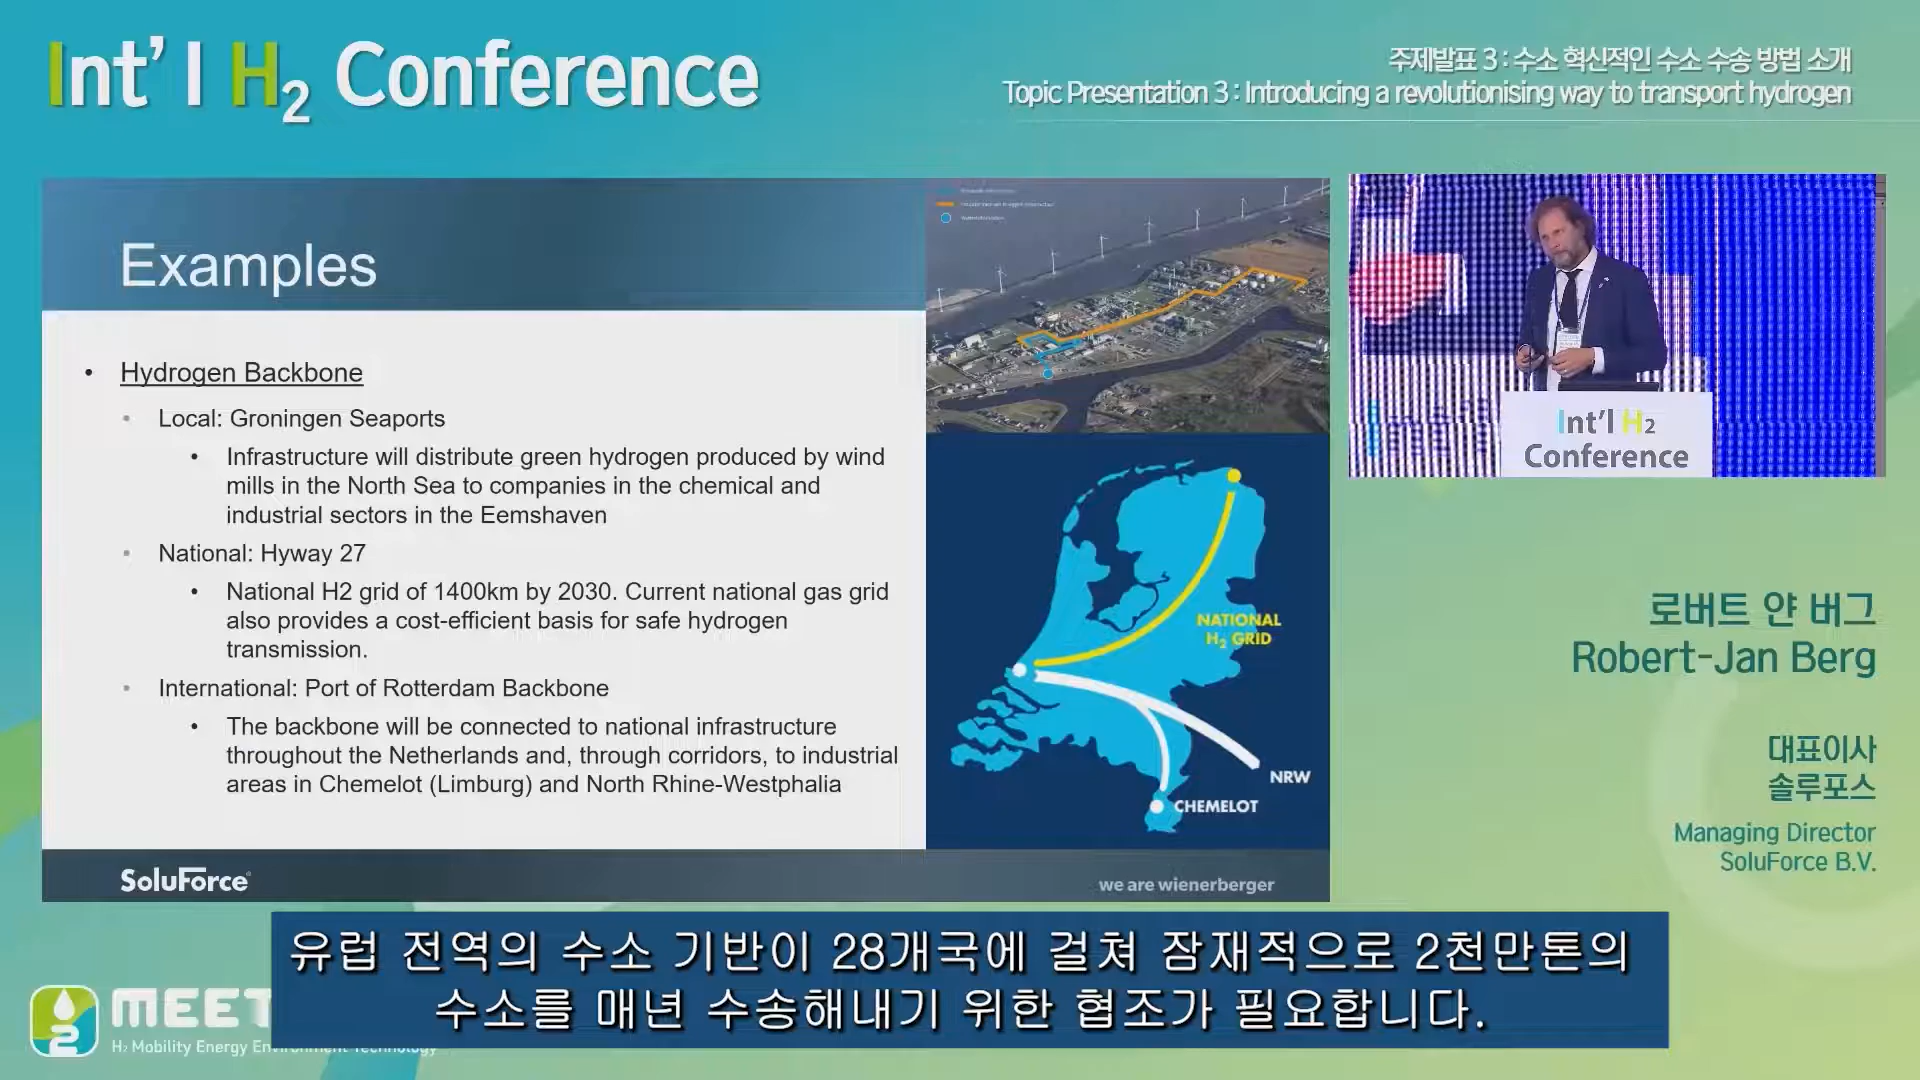 Int'l H2 Conference
주제발표 3 : 수소 혁신적인 수소 수송 방법 소개
Topic Presentation 3 : Introducing a revolutionising way to transport hydrogen
Examples
• Hydrogen Backbone
• Local: Groningen Seaports
• Infrastructure will distribute green hydrogen produced by wind
mills in the North Sea to companies in the chemical and
industrial sectors in the Eemshaven
• National: Hyway 27
• National H2 grid of 1400km by 2030. Current national gas grid
also provides a cost-efficient basis for safe hydrogen
transmission.
• International: Port of Rotterdam Backbone
• The backbone will be connected to national infrastructure
throughout the Netherlands and, through corridors, to industrial
areas in Chemelot (Limburg) and North Rhine-Westphalia
NATIONAL
H2 GRID
NRW
CHEMELOT
SoluForce
we are wienerberger
Int'l H2
Conference
로버트 얀 버그
Robert-Jan Berg
대표이사
솔루포스
Managing Director
SoluForce B.V.
유럽 전역의 수소 기반이 28개국에 걸쳐 잠재적으로 2천만톤의
수소를 매년 수송해내기 위한 협조가 필요합니다.
MEET
H2 Mobility Energy Environment Technology